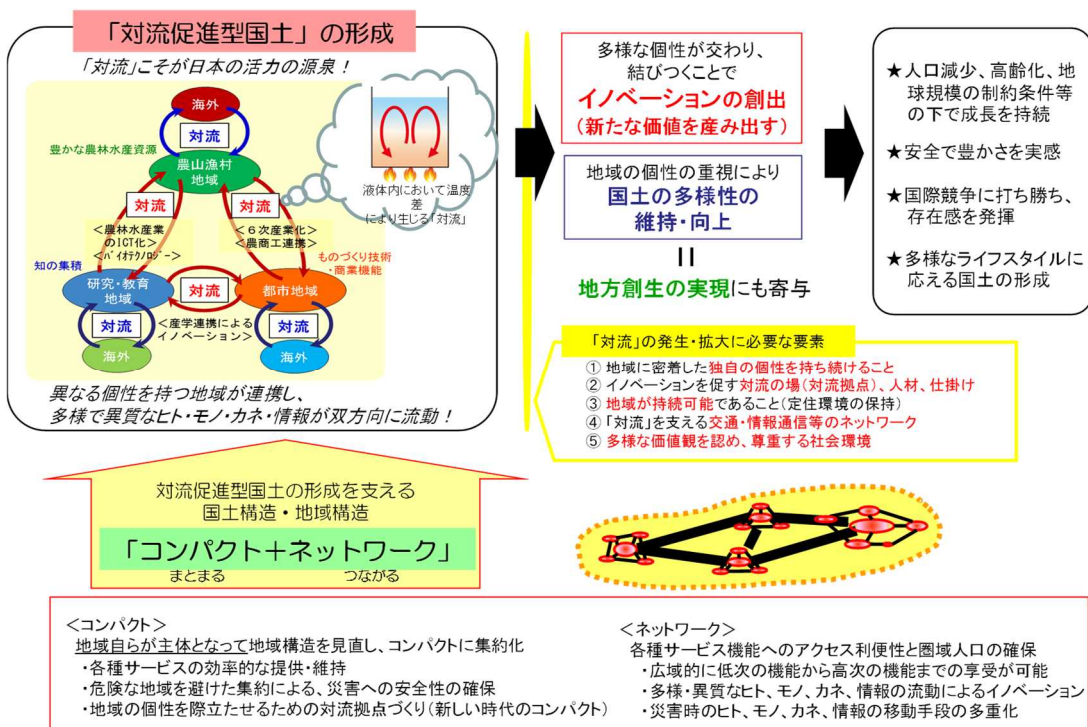 「対流促進型国土」の形成
「対流」こそが日本の活力の源泉！
海外
対流
豊かな農林水産資源
農山漁村
地域
対流
対流
＜農林水産業
のICT化＞
＜バイオテクノロジー＞
＜６次産業化＞
＜農商工連携＞
知の集積
ものづくり技術
・商業機能
研究・教育
地域
対流
都市地域
対流
＜産学連携による
イノベーション＞
対流
海外
海外
液体内において温度
差
により生じる「対流」
異なる個性を持つ地域が連携し、
多様で異質なヒト・モノ・カネ・情報が双方向に流動！
多様な個性が交わり、
結びつくことで
イノベーションの創出
（新たな価値を産み出す）
地域の個性の重視により
国土の多様性の
維持・向上
＝
地方創生の実現にも寄与
★人口減少、高齢化、地
球規模の制約条件等
の下で成長を持続
★安全で豊かさを実感
★国際競争に打ち勝ち、
存在感を発揮
★多様なライフスタイルに
応える国土の形成
「対流」の発生・拡大に必要な要素
① 地域に密着した独自の個性を持ち続けること
② イノベーションを促す対流の場（対流拠点）、人材、仕掛け
③ 地域が持続可能であること（定住環境の保持）
④ 「対流」を支える交通・情報通信等のネットワーク
⑤ 多様な価値観を認め、尊重する社会環境
対流促進型国土の形成を支える
国土構造・地域構造
「コンパクト＋ネットワーク」
まとまる　つながる
＜コンパクト＞
地域自らが主体となって地域構造を見直し、コンパクトに集約化
・各種サービスの効率的な提供・維持
・危険な地域を避けた集約による、災害への安全性の確保
・地域の個性を際立たせるための対流拠点づくり（新しい時代のコンパクト）
＜ネットワーク＞
各種サービス機能へのアクセス利便性と圏域人口の確保
・広域的に低次の機能から高次の機能までの享受が可能
・多様・異質なヒト、モノ、カネ、情報の流動によるイノベーション
・災害時のヒト、モノ、カネ、情報の移動手段の多重化